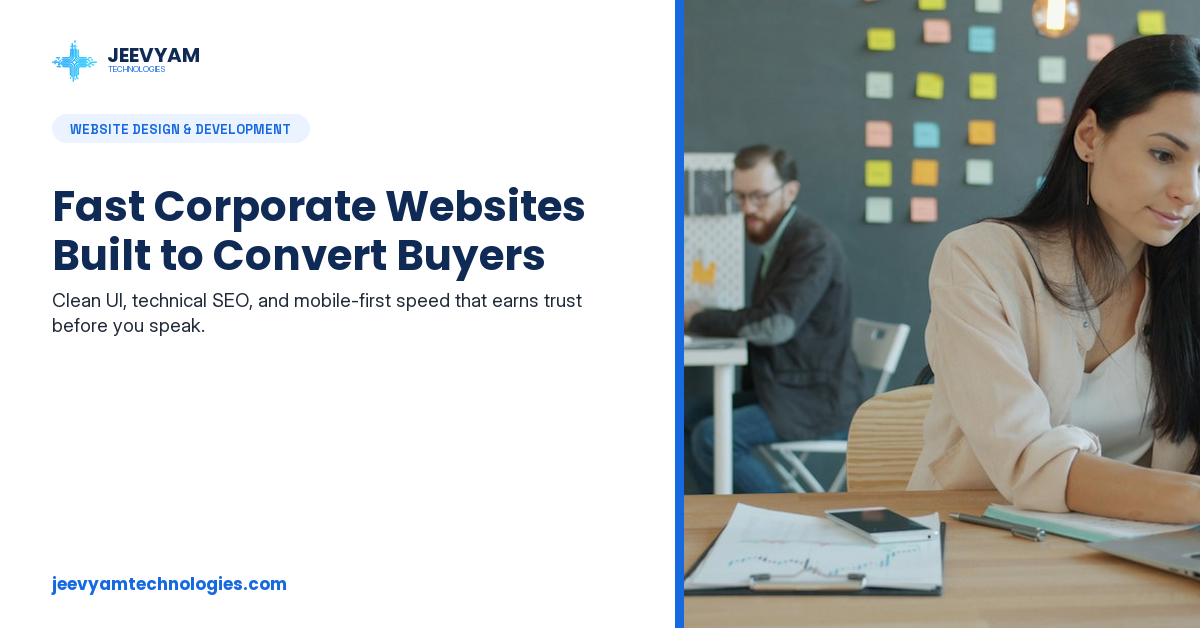 JEEVYAM
TECHNOLOGIES
WEBSITE DESIGN & DEVELOPMENT
Fast Corporate Websites
Built to Convert Buyers
Clean UI, technical SEO, and mobile-first speed that earns trust
before you speak.
jeevyamtechnologies.com